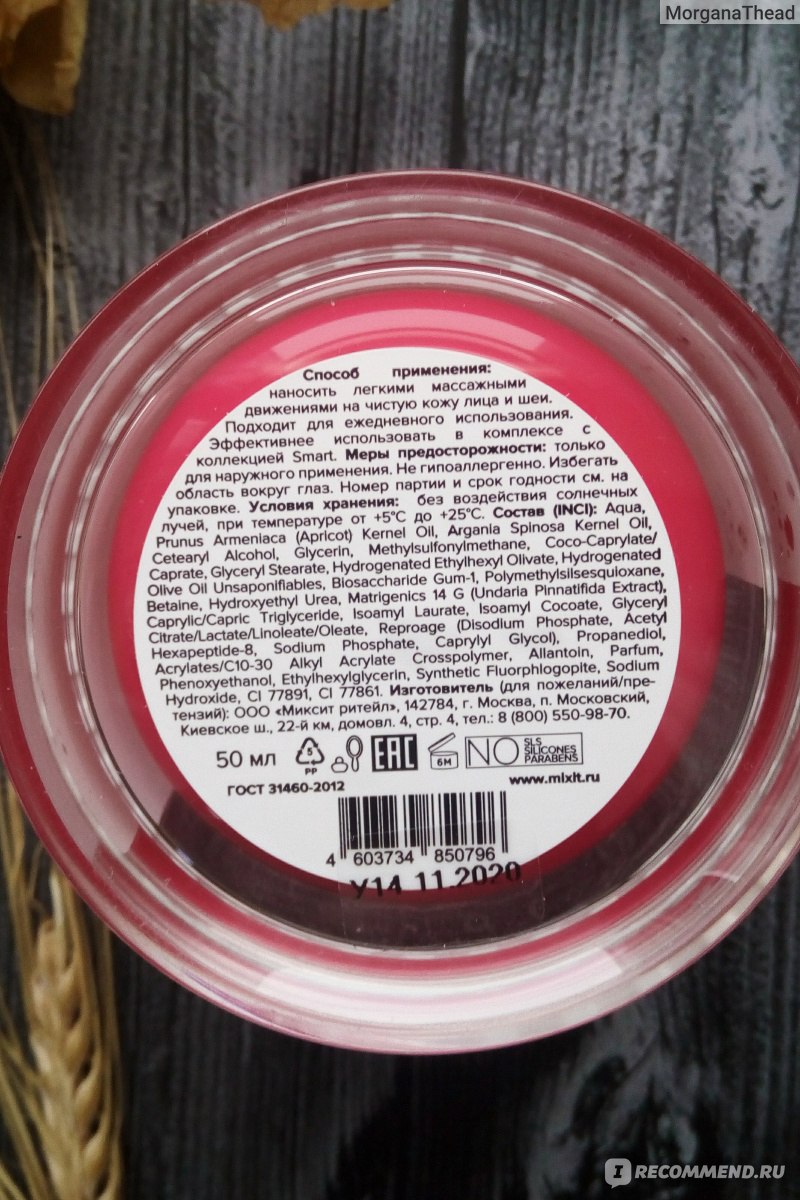 MorganaThead
Способ применения:
наносить легкими массажными
движениями на чистую кожу лица и шеи.
Подходит для ежедневного использования.
Эффективнее использовать в комплексе с
коллекцией Smart. Меры предосторожности: только
для наружного применения. Не гипоаллергенно. Избегать
область вокруг глаз. Номер партии и срок годности см. на
упаковке. Условия хранения: без воздействия солнечных
лучей, при температуре от +5°C до +25°C. Состав (INCI): Aqua,
Prunus Armeniaca (Apricot) Kernel Oil, Argania Spinosa Kernel Oil,
Cetearyl Alcohol, Glycerin, Methylsulfonylmethane, Coco-Caprylate/
Caprate, Glyceryl Stearate, Hydrogenated Ethylhexyl Olivate, Hydrogenated
Olive Oil Unsaponifiables, Biosaccharide Gum-1, Polymethylsilsesquioxane,
Betaine, Hydroxyethyl Urea, Matrigenics 14 G (Undaria Pinnatifida Extract),
Caprylic/Capric Triglyceride, Isoamyl Laurate, Isoamyl Cocoate, Glyceryl
Citrate/Lactate/Linoleate/Oleate, Reproage (Disodium Phosphate, Acetyl
Hexapeptide-8, Sodium Phosphate, Caprylyl Glycol), Propanediol,
Acrylates/C10-30 Alkyl Acrylate Crosspolymer, Allantoin, Parfum,
Phenoxyethanol, Ethylhexylglycerin, Synthetic Fluorphlogopite, Sodium
Hydroxide, CI 77891, CI 77861. Изготовитель (для пожеланий/пре-
тензий): ООО «Миксит ритейл», 142784, г. Москва, п. Московский,
Киевское ш., 22-й км, домовл. 4, стр. 4, тел.: 8 (800) 550-98-70.
50 мл 5 PP EAC 6М NO SLS SILICONES PARABENS
ГОСТ 31460-2012 www.mixit.ru
4 603734 850796
У14 11.2020
IRECOMMEND.RU